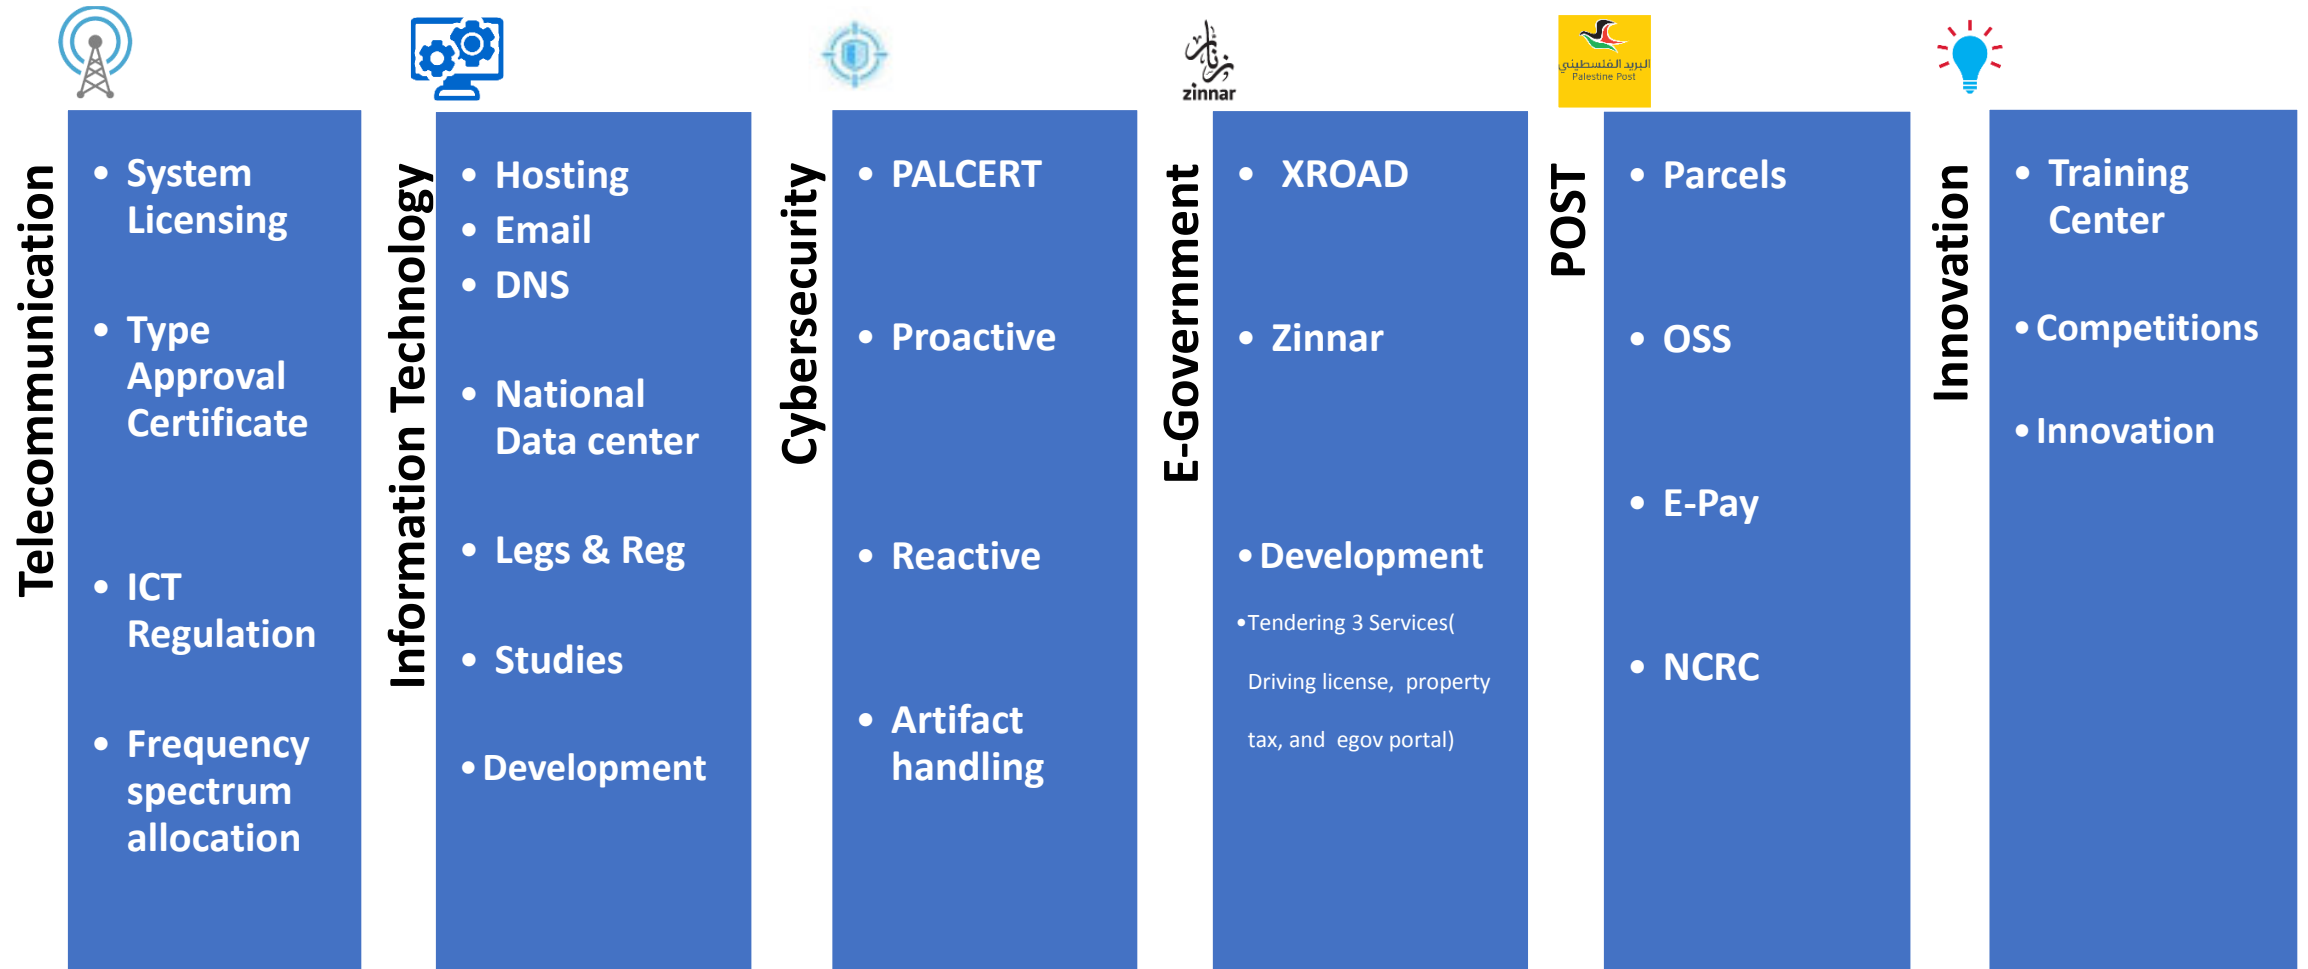 Telecommunication
• System
Licensing
• Type
Approval
Certificate
• ICT
Regulation
• Frequency
spectrum
allocation
Information Technology
• Hosting
• Email
• DNS
• National
Data center
• Legs & Reg
• Studies
• Development
Cybersecurity
• PALCERT
• Proactive
• Reactive
• Artifact
handling
زنار
zinnar
E-Government
• XROAD
• Zinnar
• Development
•Tendering 3 Services(
Driving license, property
tax, and egov portal)
البريد الفلسطيني
Palestine Post
POST
• Parcels
• OSS
• E-Pay
• NCRC
Innovation
• Training
Center
• Competitions
• Innovation